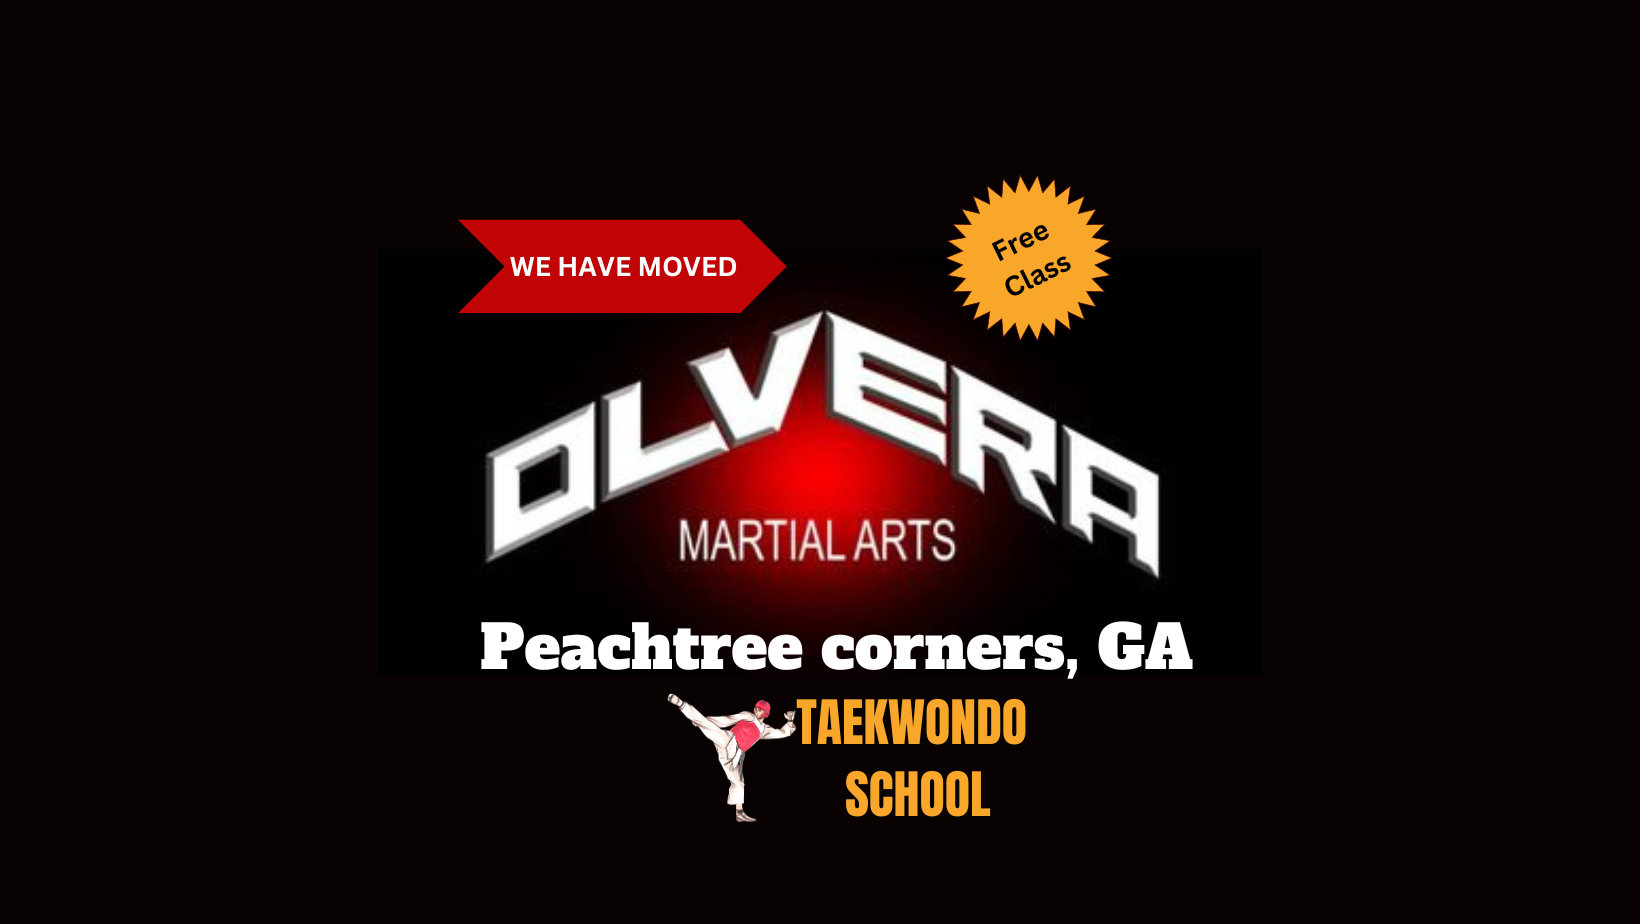 WE HAVE MOVED
Free
Class
OLVERA
MARTIAL ARTS
Peachtree corners, GA
TAEKWONDO
SCHOOL